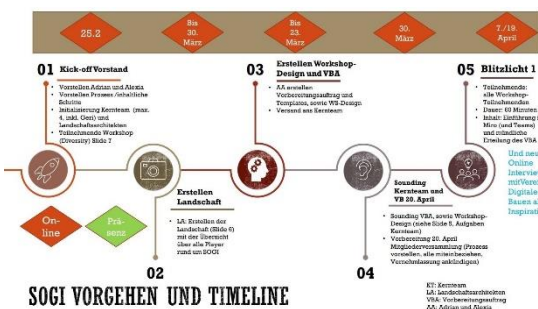 25.2
Bis
30.
März
Bis
23.
März
30.
März
7./19.
April
01 Kick-off Vorstand
• Vorstellen Adrian und Alexia
• Vorstellen Prozess /inhaltliche
Schritte
• Initialisierung Kernteam (max.
4, inkl. Geri) und
Landschaftsarchitekten
• Teilnehmende Workshop
(Diversity) Slide 7
03 Erstellen Workshop-
Design und VBA
• AA erstellen
Vorbereitungsauftrag und
Templates, sowie WS-Design
• Versand ans Kernteam
05 Blitzlicht 1
• Teilnehmende:
alle Workshop-
Teilnehmenden
• Dauer: 60 Minuten
• Inhalt: Einführung i
Miro (und Teams)
und mündliche
Erteilung des VBA
Und neu
Online
Intervie
mit Verei
Digitale
Bauen al
Inspirati
On-
line
Prä-
senz
Erstellen
Landschaft
• LA: Erstellen der
Landschaft (Slide 6)
mit der Übersicht
über alle Player
rund um SOGI
02
Sounding
Kernteam und
VB 20. April
• Sounding VBA, sowie Workshop-
Design (siehe Slide 5, Aufgaben
Kernteam)
• Vorbereitung 20. April
Mitgliederversammlung (Prozess
vorstellen, alle miteinbeziehen,
Vernehmlassung ankündigen)
04
SOGI VORGEHEN UND TIMELINE
KT: Kernteam
LA: Landschaftsarchitekten
VBA: Vorbereitungsauftrag
AA: Adrian und Alexia